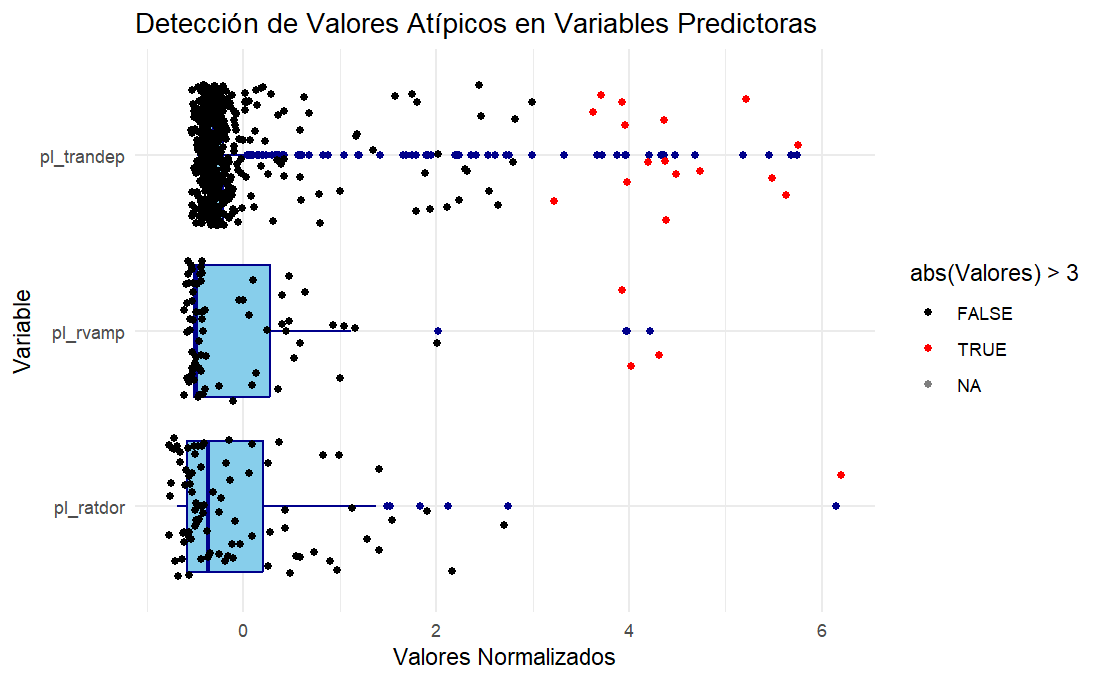 Detección de Valores Atípicos en Variables Predictoras
Variable
pl_trandep
pl_rvamp
pl_ratdor
0
2
4
6
Valores Normalizados
abs(Valores) > 3
FALSE
TRUE
NA